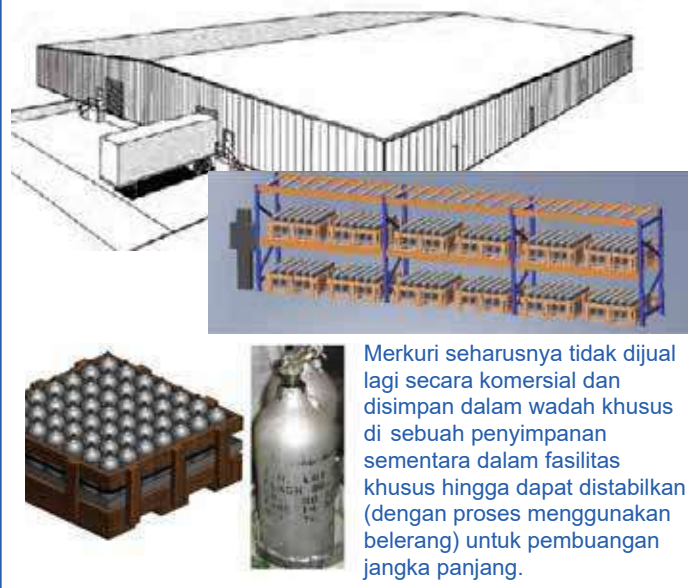 Merkuri seharusnya tidak dijual
lagi secara komersial dan
disimpan dalam wadah khusus
di sebuah penyimpanan
sementara dalam fasilitas
khusus hingga dapat distabilkan
(dengan proses menggunakan
belerang) untuk pembuangan
jangka panjang.